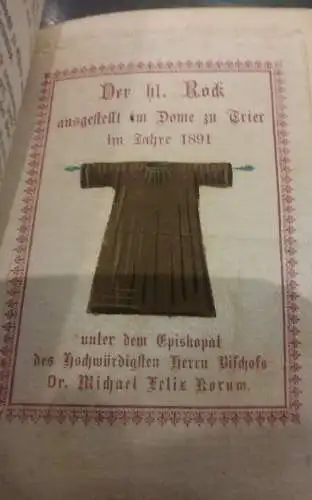 Der hl. Rock
ausgestellt im Dome zu Trier
im Jahre 1891
unter dem Episkopat
des Hochwürdigsten Herrn Bischofs
Dr. Michael Felix Korum.